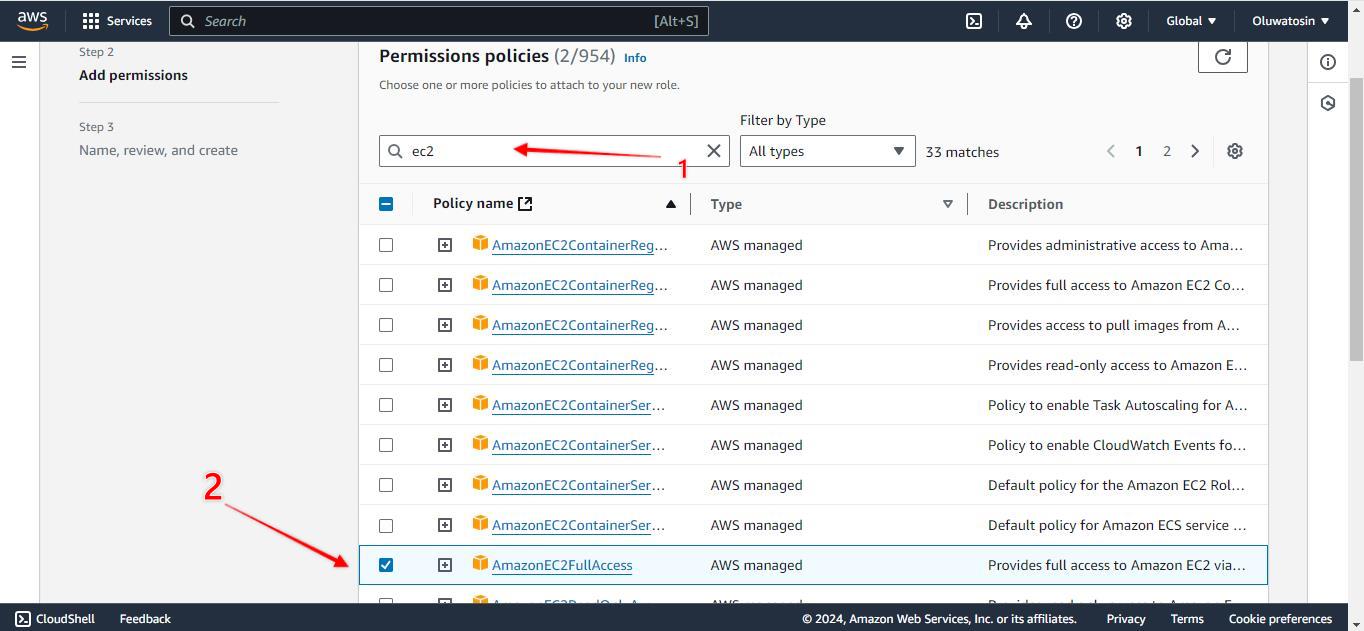 aws Services Search [Alt+S] Global Oluwatosin
Step 2
Add permissions
Step 3
Name, review, and create
Permissions policies (2/954) Info
Choose one or more policies to attach to your new role.
Filter by Type
ec2 All types 33 matches 1 2
1
Policy name Type Description
AmazonEC2ContainerReg… AWS managed Provides administrative access to Ama…
AmazonEC2ContainerReg… AWS managed Provides full access to Amazon EC2 Co…
AmazonEC2ContainerReg… AWS managed Provides access to pull images from A…
AmazonEC2ContainerReg… AWS managed Provides read-only access to Amazon E…
AmazonEC2ContainerSer… AWS managed Policy to enable Task Autoscaling for A…
AmazonEC2ContainerSer… AWS managed Policy to enable CloudWatch Events fo…
2
AmazonEC2ContainerSer… AWS managed Default policy for the Amazon EC2 Rol…
AmazonEC2ContainerSer… AWS managed Default policy for Amazon ECS service …
AmazonEC2FullAccess AWS managed Provides full access to Amazon EC2 via…
CloudShell Feedback © 2024, Amazon Web Services, Inc. or its affiliates. Privacy Terms Cookie preferences